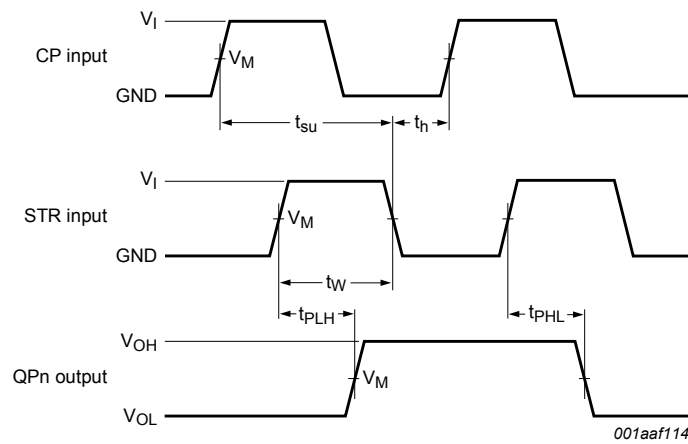 V_I
CP input
V_M
GND
t_su
t_h
V_I
STR input
V_M
GND
t_W
t_PLH
t_PHL
V_OH
QPn output
V_M
V_OL
001aaf114